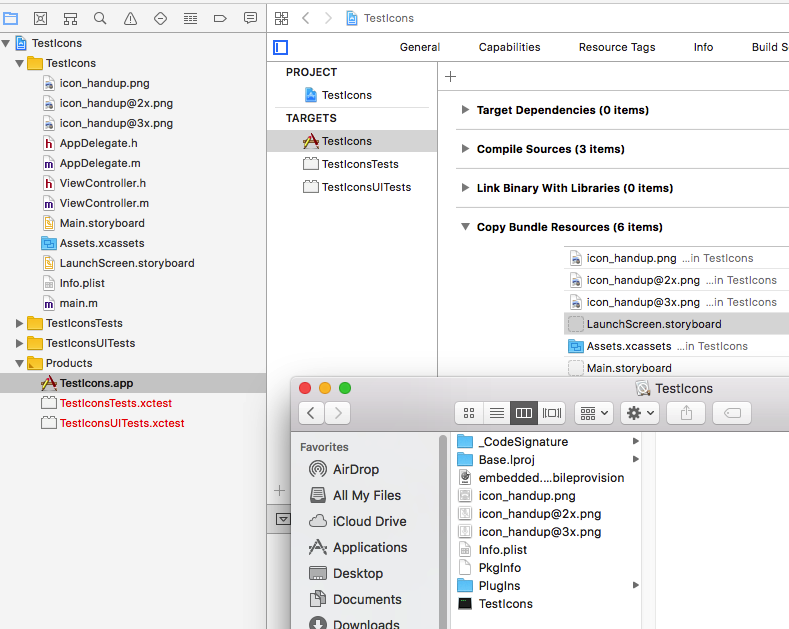 TestIcons
TestIcons
icon_handup.png
icon_handup@2x.png
icon_handup@3x.png
AppDelegate.h
AppDelegate.m
ViewController.h
ViewController.m
Main.storyboard
Assets.xcassets
LaunchScreen.storyboard
Info.plist
main.m
TestIconsTests
TestIconsUITests
Products
TestIcons.app
TestIconsTests.xctest
TestIconsUITests.xctest
TestIcons
General Capabilities Resource Tags Info Build S
PROJECT
TestIcons
TARGETS
TestIcons
TestIconsTests
TestIconsUITests
Target Dependencies (0 items)
Compile Sources (3 items)
Link Binary With Libraries (0 items)
Copy Bundle Resources (6 items)
icon_handup.png ...in TestIcons
icon_handup@2x.png ...in TestIcons
icon_handup@3x.png ...in TestIcons
LaunchScreen.storyboard
Assets.xcassets ...in TestIcons
Main.storyboard
TestIcons
Favorites
AirDrop
All My Files
iCloud Drive
Applications
Desktop
Documents
Downloads
_CodeSignature
Base.lproj
embedded....bileprovision
icon_handup.png
icon_handup@2x.png
icon_handup@3x.png
Info.plist
PkgInfo
PlugIns
TestIcons